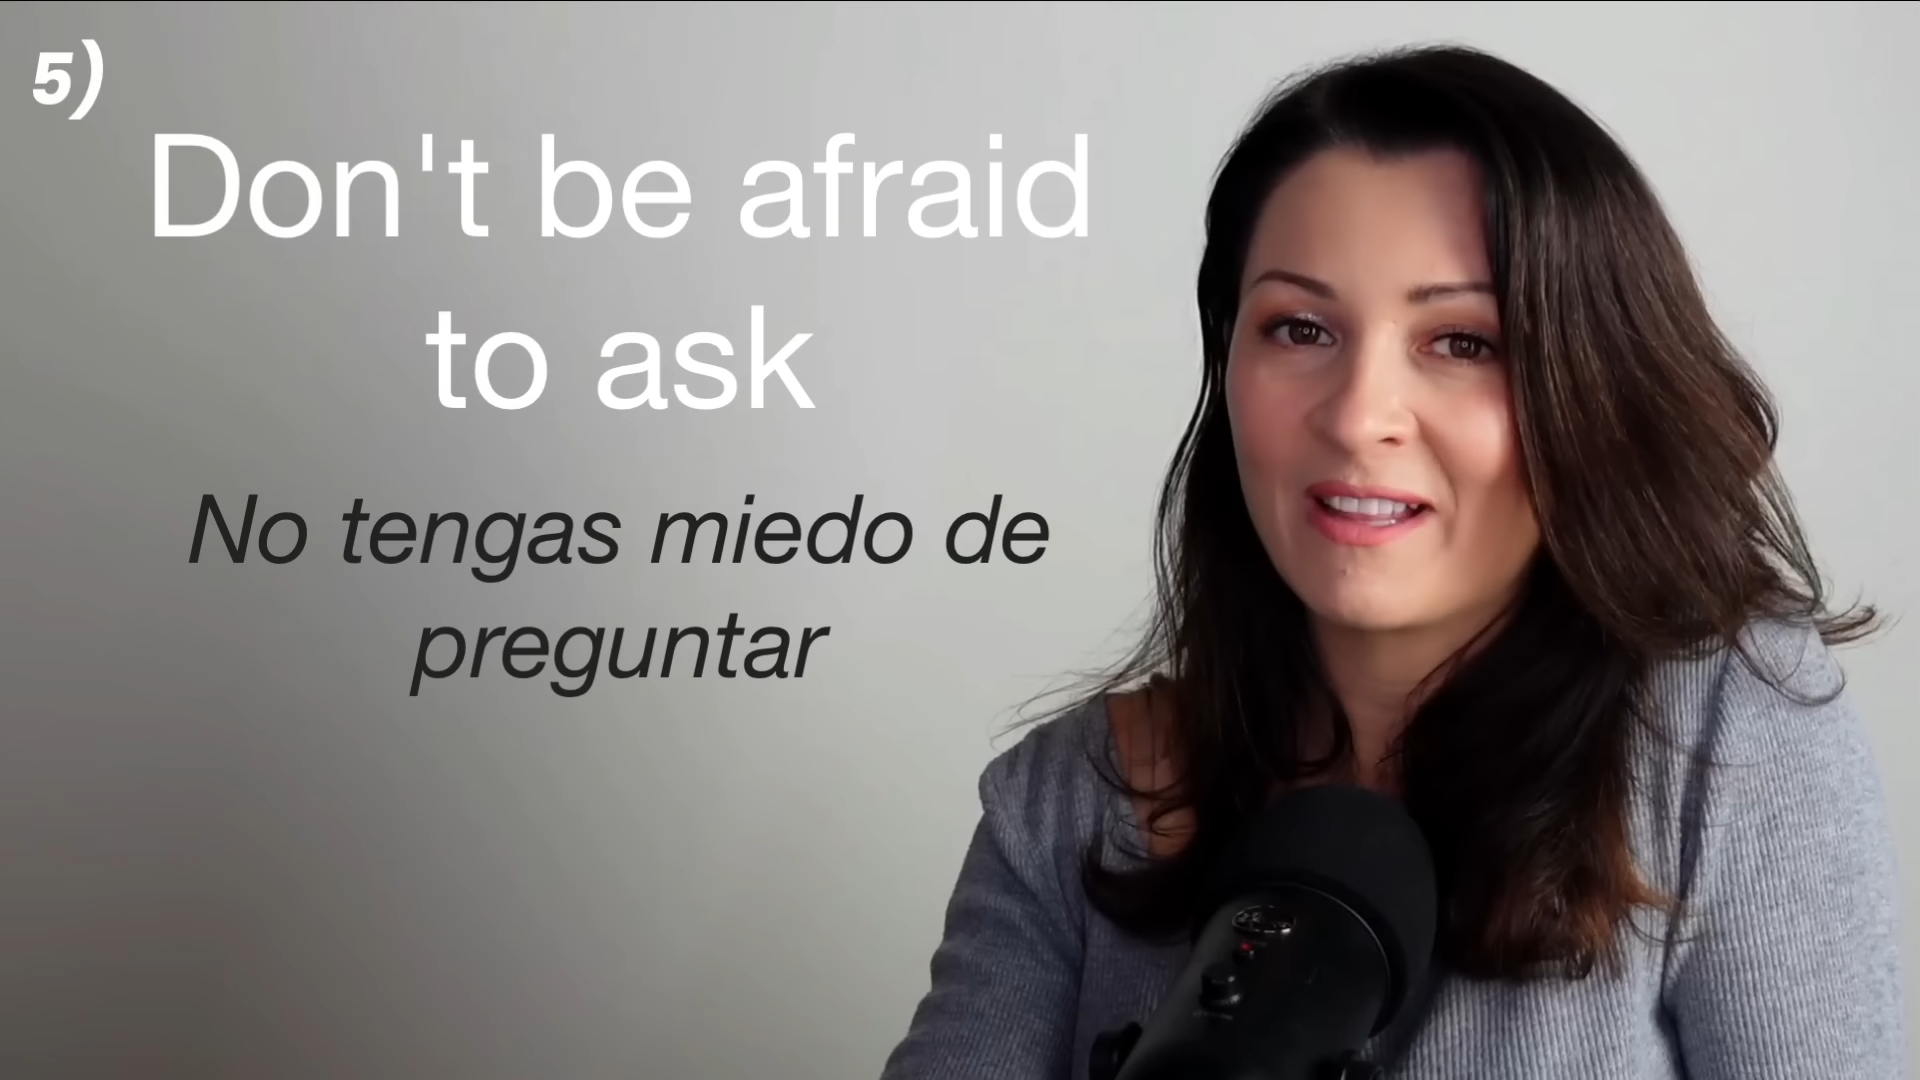 5)
Don't be afraid
to ask
No tengas miedo de
preguntar